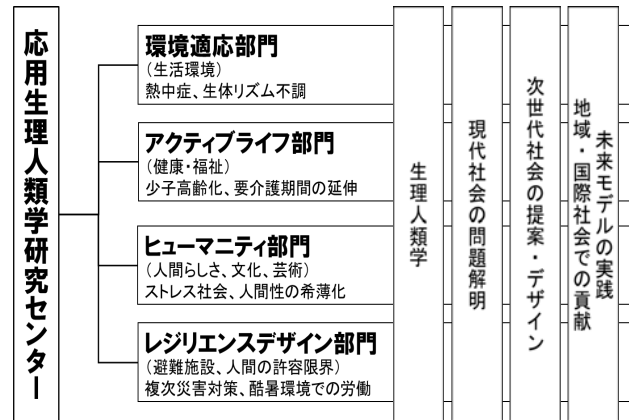 応用生理人類学研究センター
環境適応部門
（生活環境）
熱中症、生体リズム不調
アクティブライフ部門
（健康・福祉）
少子高齢化、要介護期間の延伸
ヒューマニティ部門
（人間らしさ、文化、芸術）
ストレス社会、人間性の希薄化
レジリエンスデザイン部門
（避難施設、人間の許容限界）
複次災害対策、酷暑環境での労働
生理人類学
現代社会の問題解明
次世代社会の提案・デザイン
未来モデルの実践
地域・国際社会での貢献